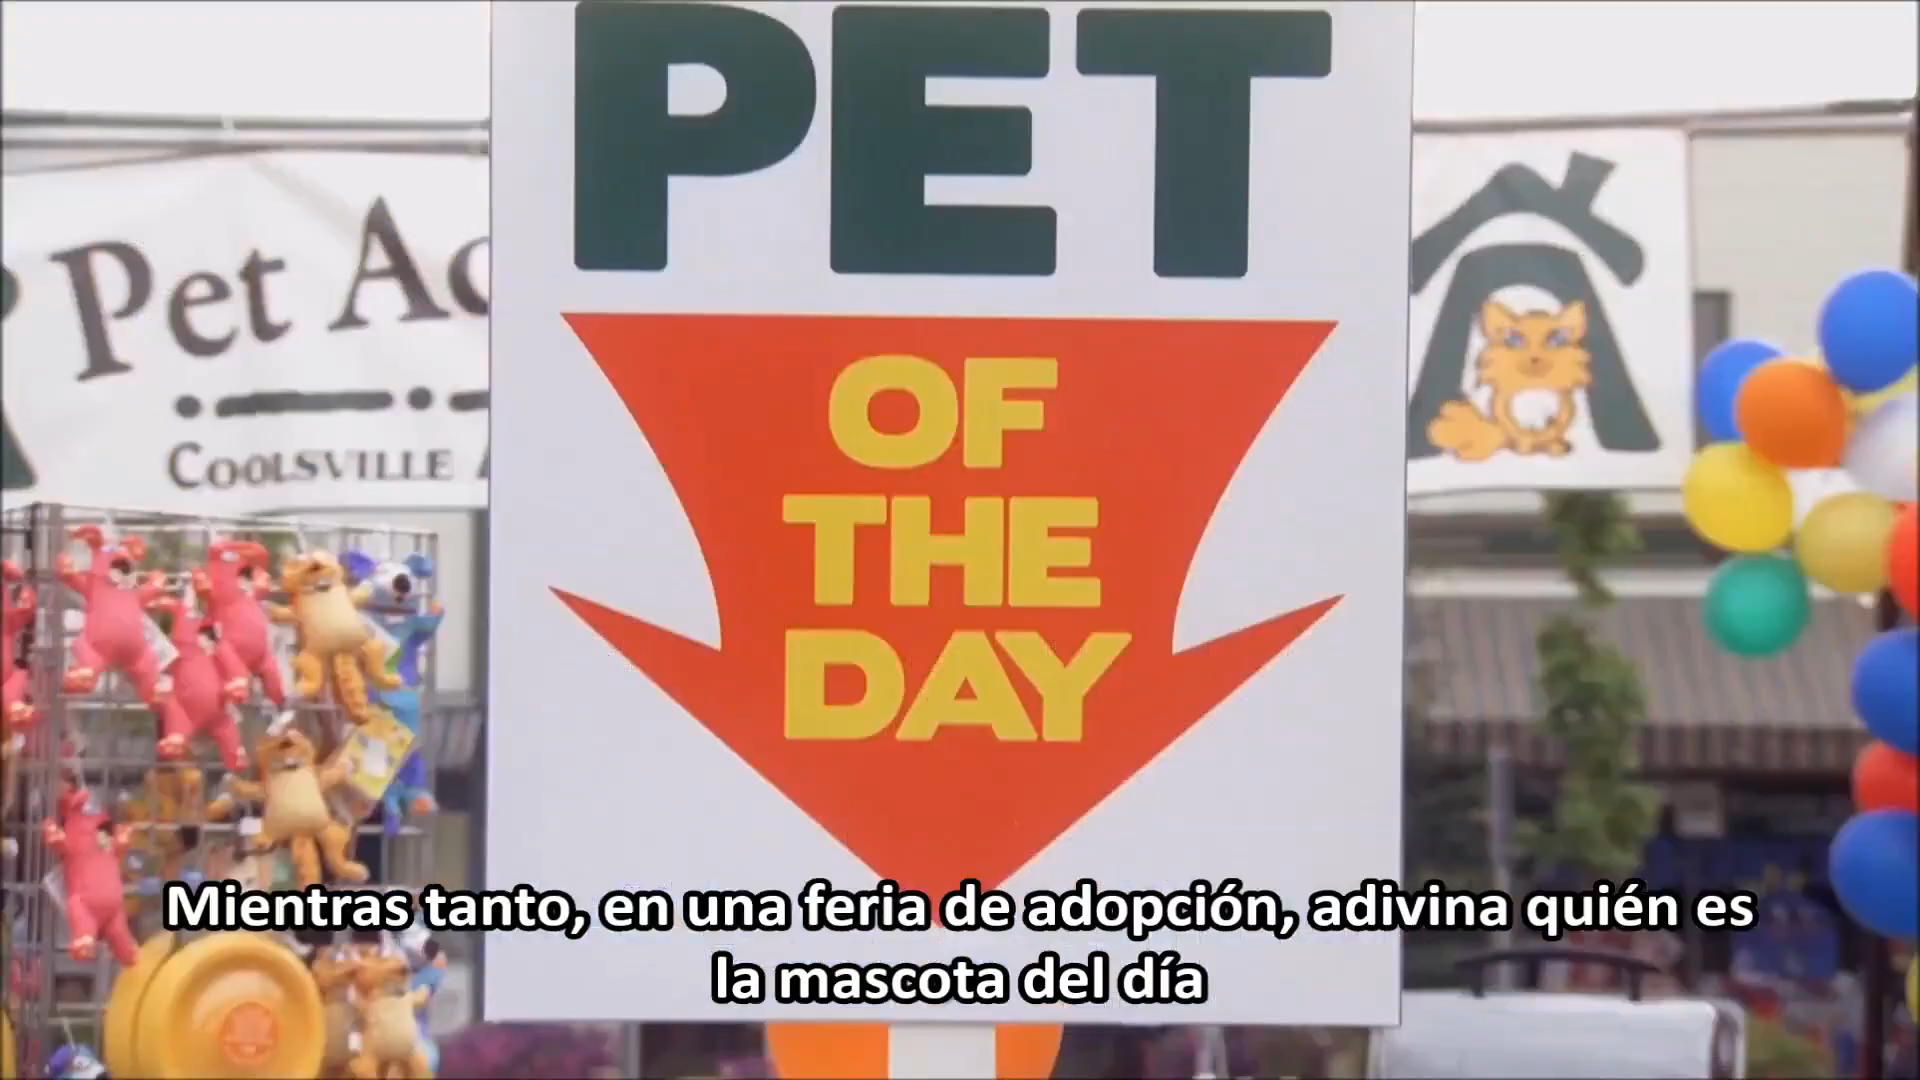 PET
OF
THE
DAY
Pet
COOLSVILLE
Mientras tanto, en una feria de adopción, adivina quién es
la mascota del día